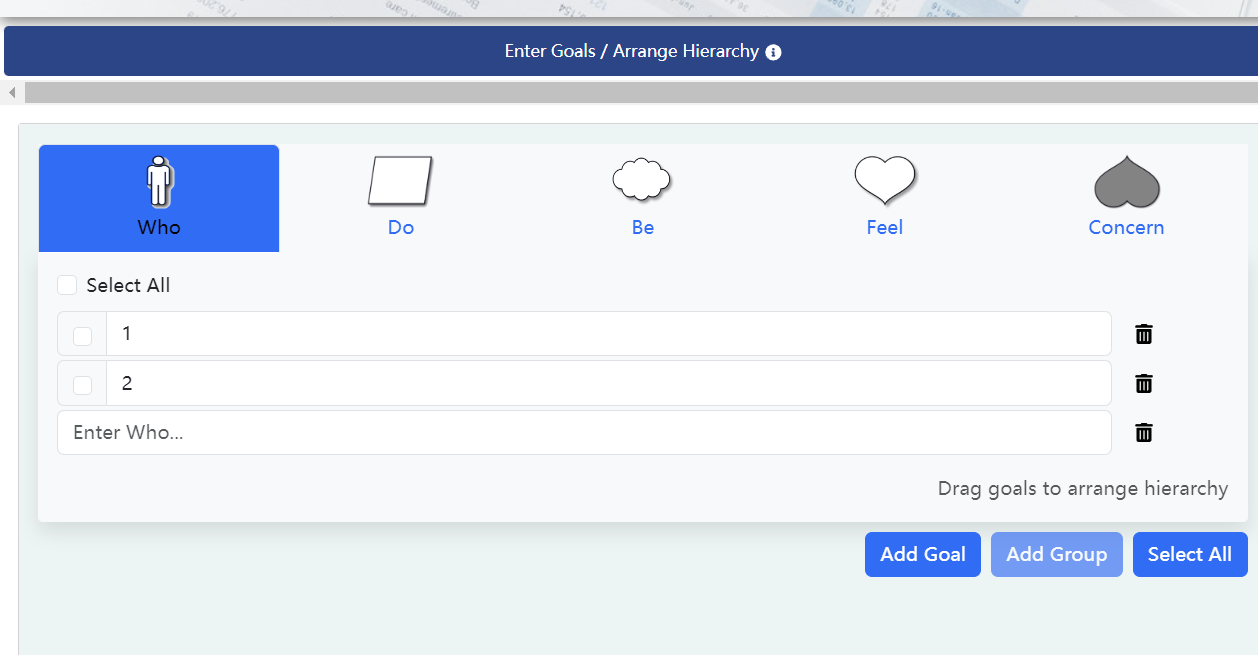 Enter Goals / Arrange Hierarchy
Who
Do
Be
Feel
Concern
Select All
1
2
Enter Who...
Drag goals to arrange hierarchy
Add Goal
Add Group
Select All